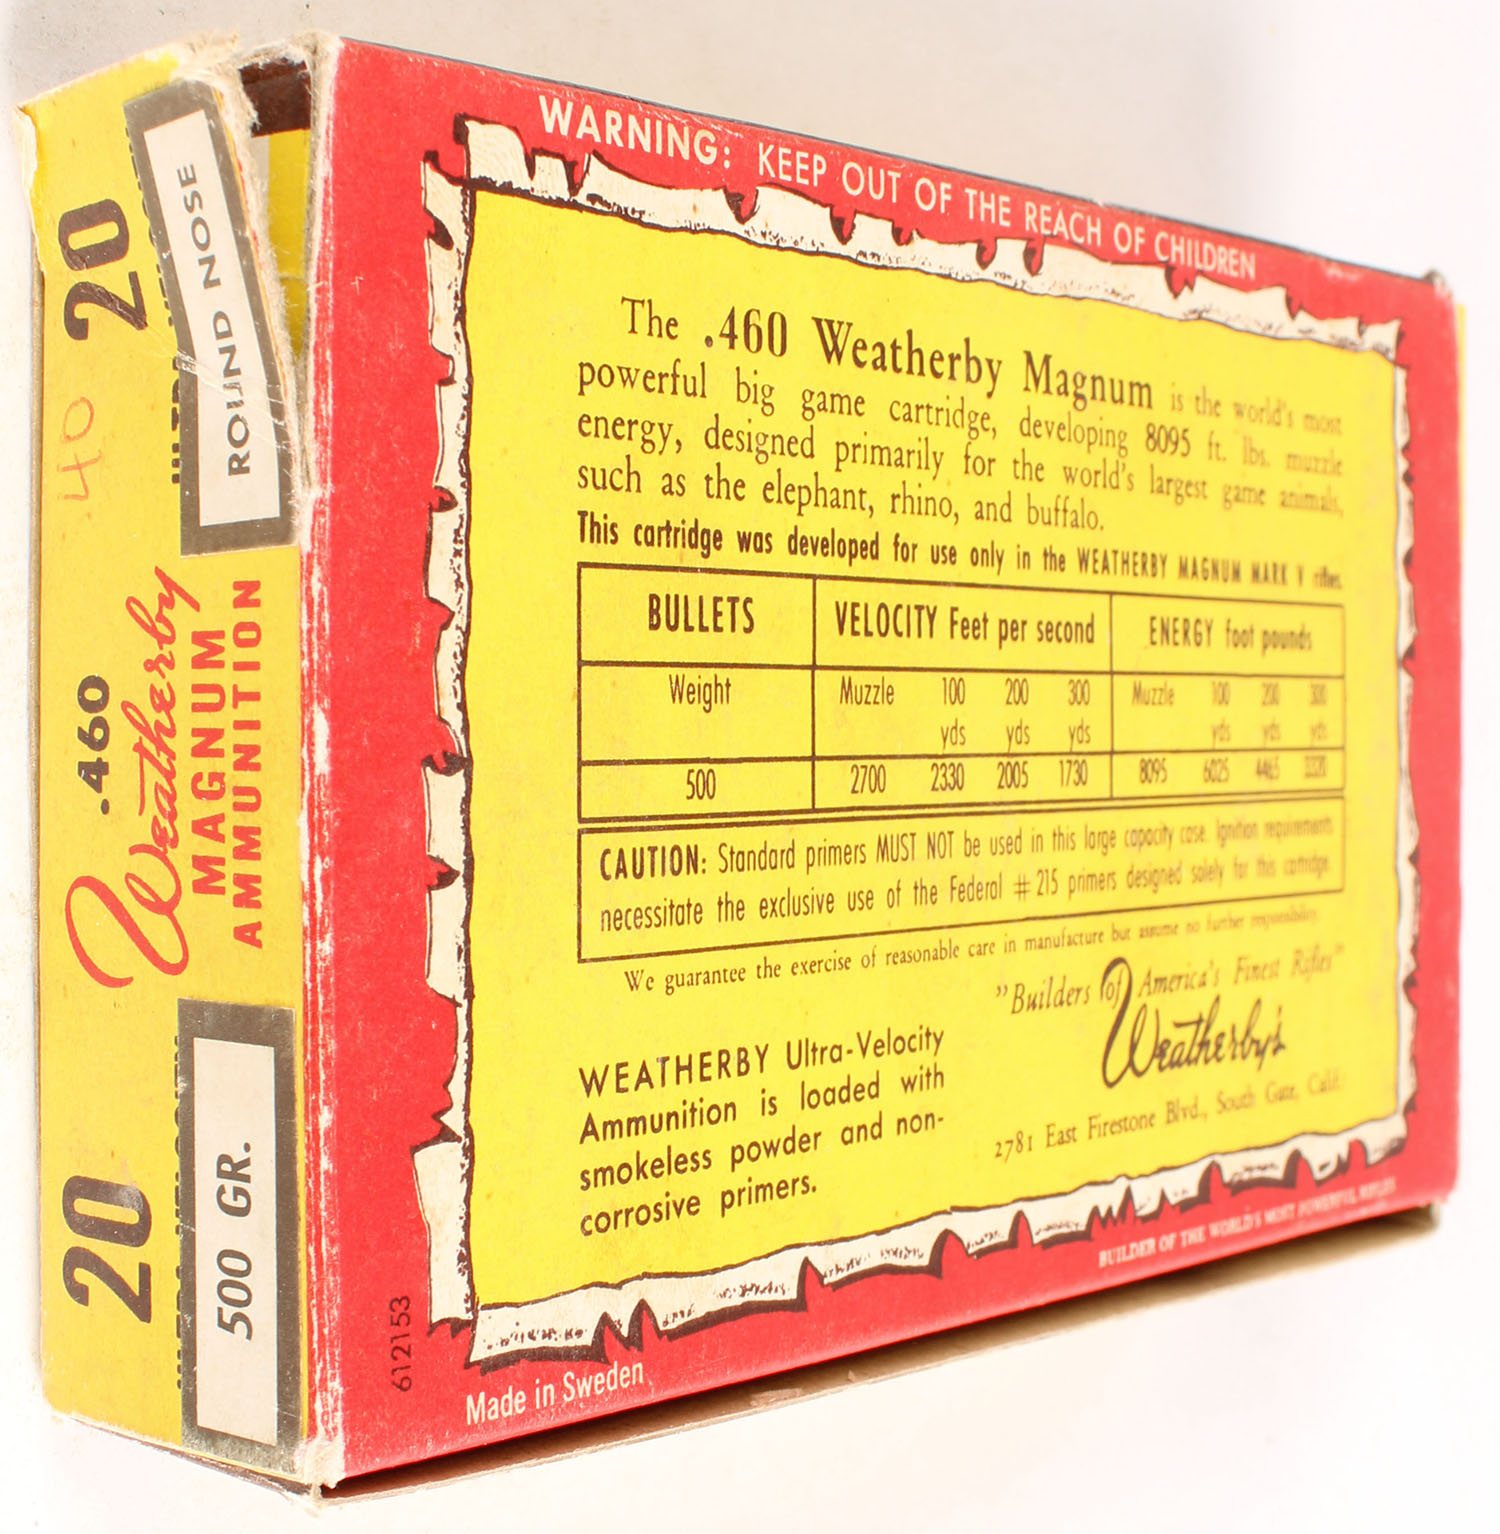 WARNING: KEEP OUT OF THE REACH OF CHILDREN
The .460 Weatherby Magnum is the world's most
powerful big game cartridge, developing 8095 ft. lbs. muzzle
energy, designed primarily for the world's largest game animals,
such as the elephant, rhino, and buffalo.
This cartridge was developed for use only in the WEATHERBY MAGNUM MARK V rifles.
BULLETS VELOCITY Feet per second ENERGY foot pounds
Weight Muzzle 100 200 300 Muzzle 100 200 300
yds yds yds yds yds yds
500 2700 2330 2005 1730 8095 6025 4465
CAUTION: Standard primers MUST NOT be used in this large capacity case. Ignition requirements
necessitate the exclusive use of the Federal # 215 primers designed solely for this cartridge.
We guarantee the exercise of reasonable care in manufacture but assume no further responsibility.
"Builders of America's Finest Rifles"
Weatherby's
2781 East Firestone Blvd., South Gate, Calif.
WEATHERBY Ultra-Velocity
Ammunition is loaded with
smokeless powder and non-
corrosive primers.
BUILDER OF THE WORLD'S MOST POWERFUL RIFLES
612153
Made in Sweden
20
40
20
ROUND NOSE
.460
Weatherby
MAGNUM
AMMUNITION
500 GR.